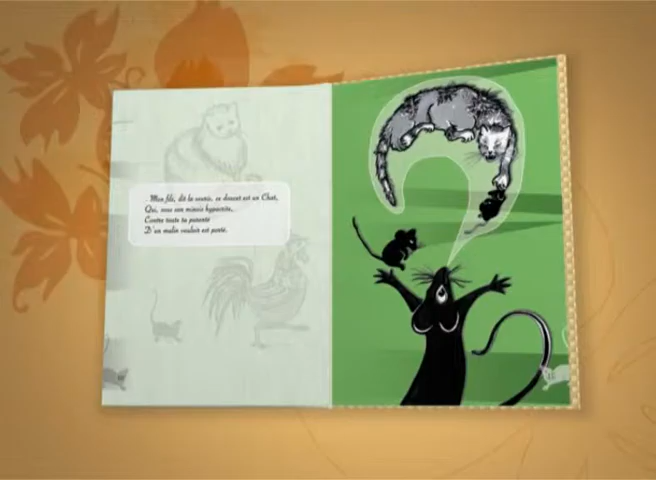 Mon fils, dit la souris, ce doucet est un Chat,
Qui, sous son minois hypocrite,
Contre toute ta parenté
D'un malin vouloir est porté.